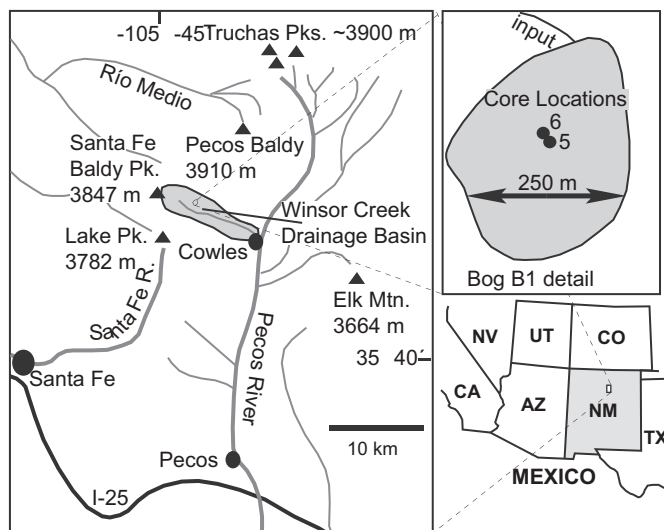 -105 -45
Truchas Pks. ~3900 m
Río Medio
Santa Fe
Baldy Pk.
3847 m
Pecos Baldy
3910 m
Winsor Creek
Drainage Basin
Lake Pk.
3782 m
Cowles
Santa Fe R.
Elk Mtn.
3664 m
Pecos River
35 40´
Santa Fe
10 km
Pecos
I-25
input
Core Locations
6
5
250 m
Bog B1 detail
NV
UT
CO
CA
AZ
NM
TX
MEXICO